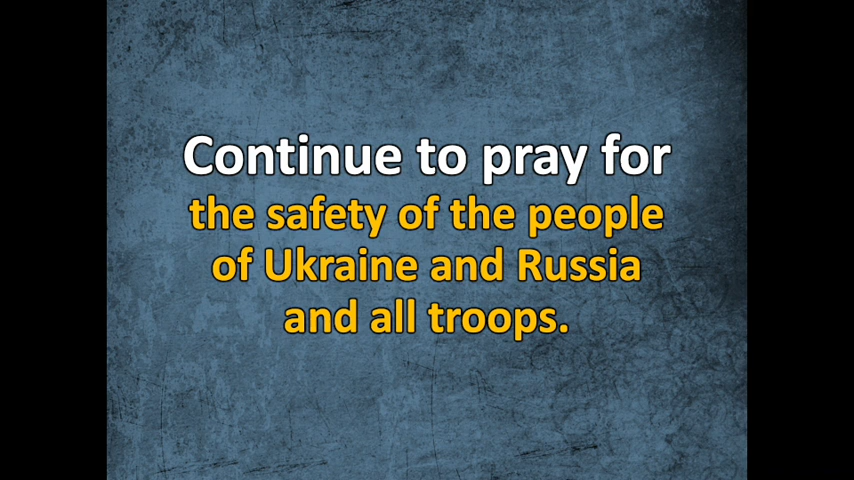 Continue to pray for
the safety of the people
of Ukraine and Russia
and all troops.